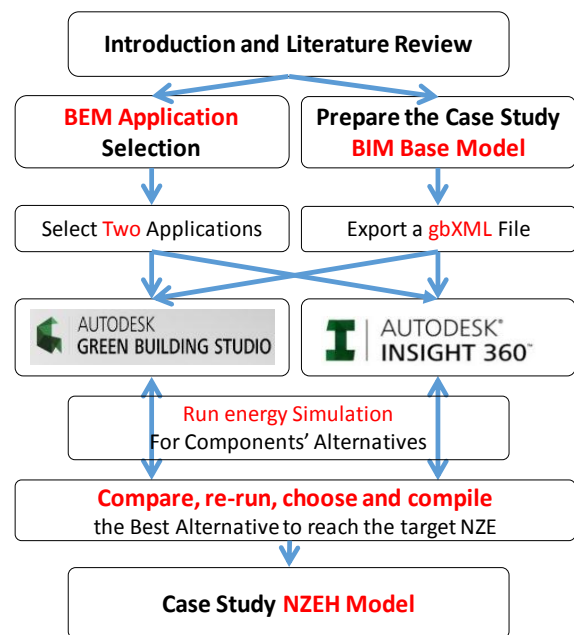 Introduction and Literature Review
BEM Application
Selection
Prepare the Case Study
BIM Base Model
Select Two Applications
Export a gbXML File
AUTODESK
GREEN BUILDING STUDIO
AUTODESK®
INSIGHT 360™
Run energy Simulation
For Components’ Alternatives
Compare, re-run, choose and compile
the Best Alternative to reach the target NZE
Case Study NZEH Model